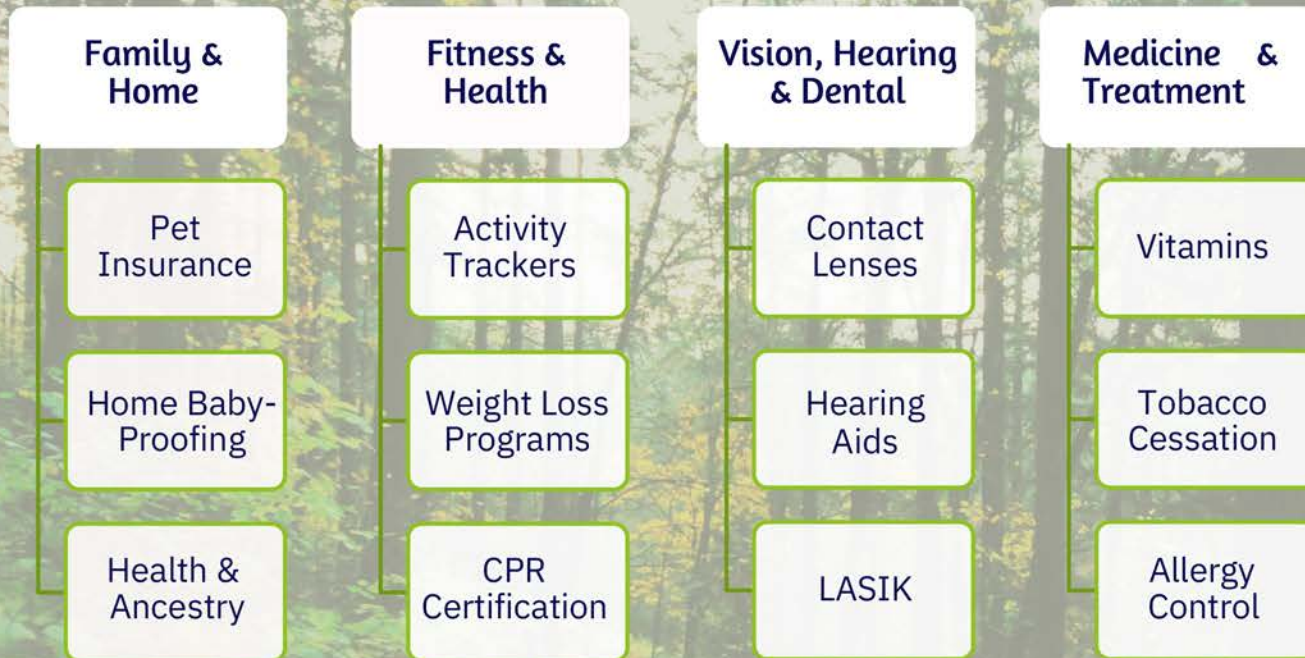 Family &
Home
Pet
Insurance
Home Baby-
Proofing
Health &
Ancestry
Fitness &
Health
Activity
Trackers
Weight Loss
Programs
CPR
Certification
Vision, Hearing
& Dental
Contact
Lenses
Hearing
Aids
LASIK
Medicine &
Treatment
Vitamins
Tobacco
Cessation
Allergy
Control